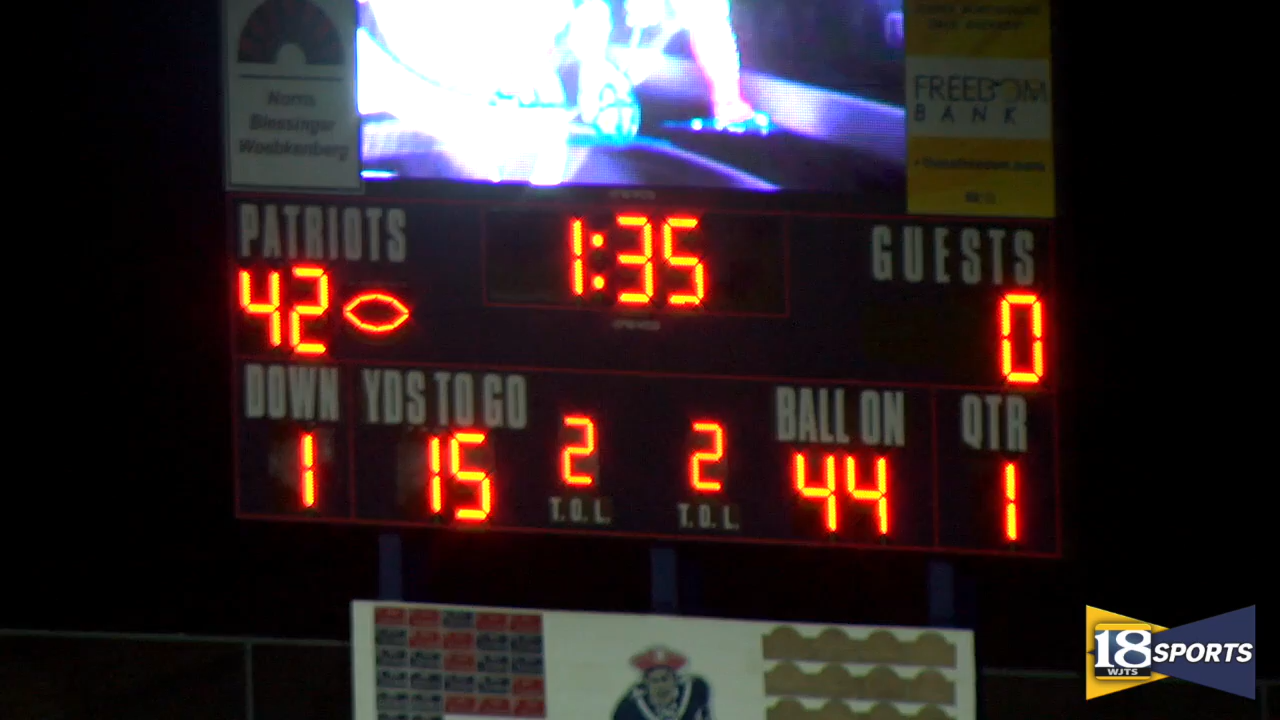 Norris
Blessinger
Woebkenberg
FREEDOM
BANK
PATRIOTS
1:35
GUESTS
42
0
DOWN
YDS TO GO
BALL ON
QTR
1
15
2
2
44
1
T.O.L.
T.O.L.
18 SPORTS
WJTS